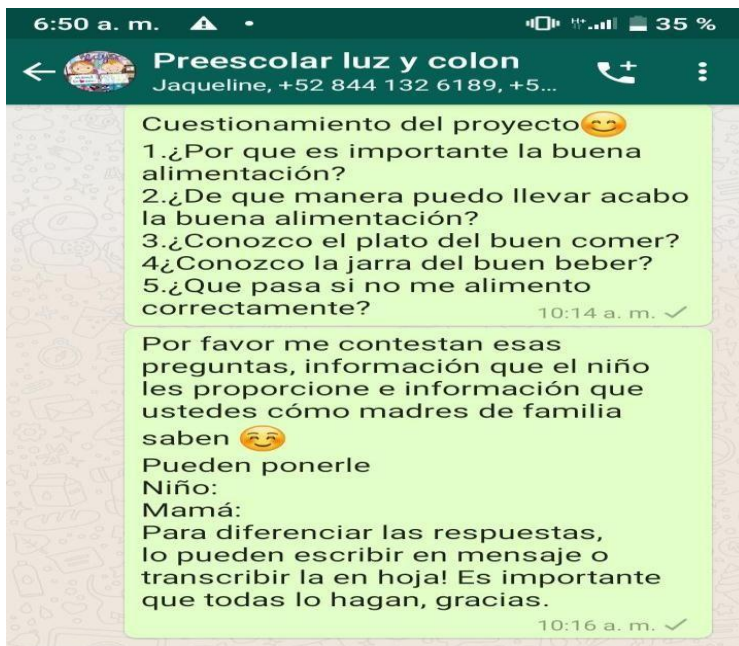 6:50 a. m.
35 %
Preescolar luz y colon
Jaqueline, +52 844 132 6189, +5...
Cuestionamiento del proyecto😊
1.¿Por que es importante la buena
alimentación?
2.¿De que manera puedo llevar acabo
la buena alimentación?
3.¿Conozco el plato del buen comer?
4¿Conozco la jarra del buen beber?
5.¿Que pasa si no me alimento
correctamente?
10:14 a. m.
Por favor me contestan esas
preguntas, información que el niño
les proporcione e información que
ustedes cómo madres de familia
saben ☺️
Pueden ponerle
Niño:
Mamá:
Para diferenciar las respuestas,
lo pueden escribir en mensaje o
transcribir la en hoja! Es importante
que todas lo hagan, gracias.
10:16 a. m.